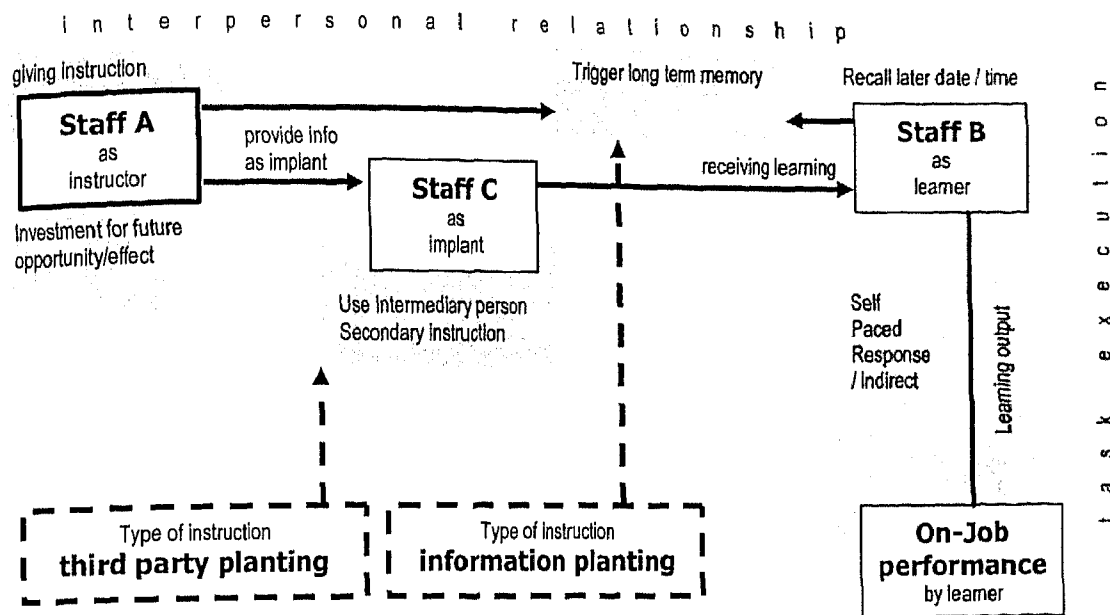 interpersonal relationship
giving instruction
Staff A
as
instructor
Investment for future
opportunity/effect
provide info
as implant
Staff C
as
implant
Use Intermediary person
Secondary instruction
Trigger long term memory
receiving learning
Recall later date / time
Staff B
as
learner
task execution
Self
Paced
Response
/ Indirect
Learning output
Type of instruction
third party planting
Type of instruction
information planting
On-Job
performance
by learner